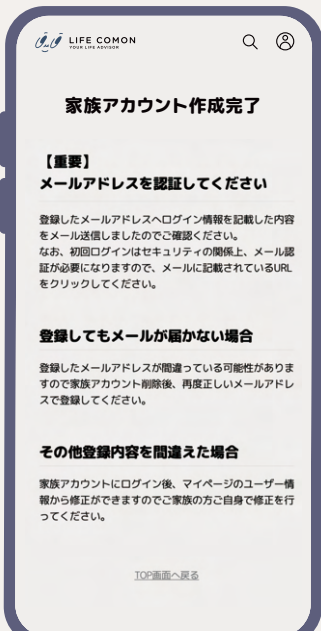 LIFE COMON
YOUR LIFE ADVISOR
家族アカウント作成完了
【重要】
メールアドレスを認証してください
登録したメールアドレスへログイン情報を記載した内容
をメール送信しましたのでご確認ください。
なお、初回ログインはセキュリティの関係上、メール認
証が必要になりますので、メールに記載されているURL
をクリックしてください。
登録してもメールが届かない場合
登録したメールアドレスが間違っている可能性がありま
すので家族アカウント削除後、再度正しいメールアドレ
スで登録してください。
その他登録内容を間違えた場合
家族アカウントにログイン後、マイページのユーザー情
報から修正ができますのでご家族の方ご自身で修正を行
ってください。
TOP画面へ戻る